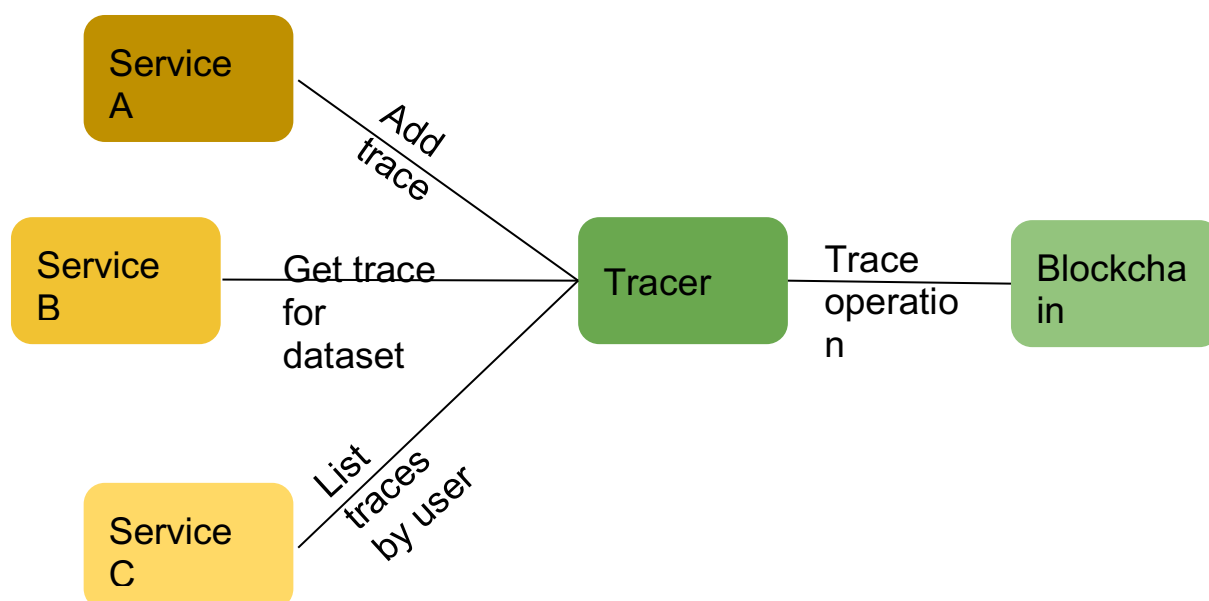 Service
A
Add
trace
Service
B
Get trace
for
dataset
Tracer
Trace
operatio
n
Blockcha
in
List
traces
by user
Service
C